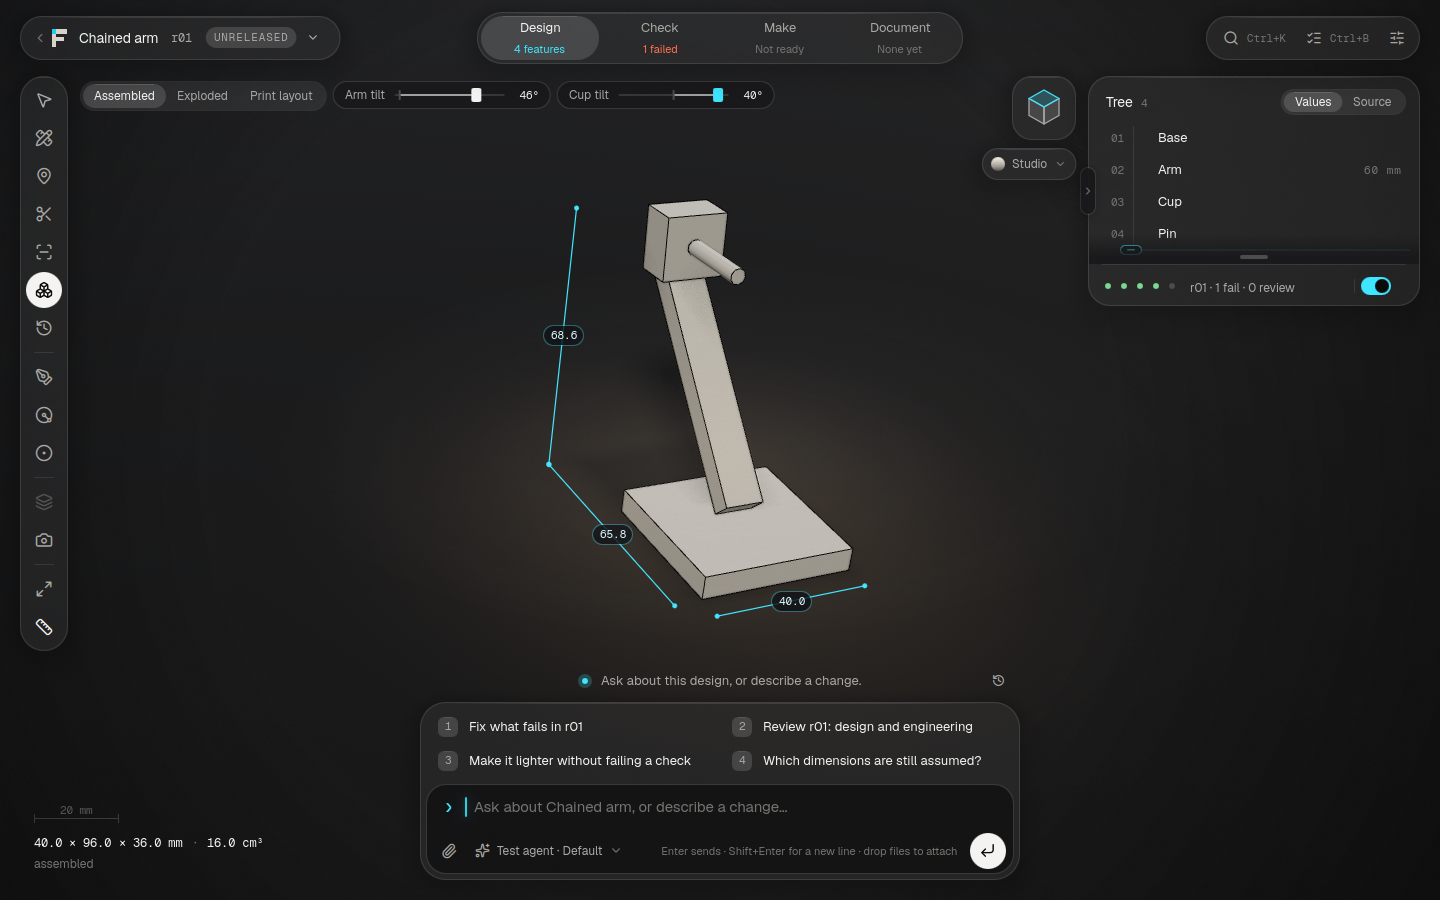 Chained arm r01 UNRELEASED
Design
4 features
Check
1 failed
Make
Not ready
Document
None yet
Ctrl+K
Ctrl+B
Assembled Exploded Print layout
Arm tilt 46°
Cup tilt 40°
Studio
Tree 4
Values Source
01 Base
02 Arm 60 mm
03 Cup
04 Pin
r01 · 1 fail · 0 review
68.6
65.8
40.0
Ask about this design, or describe a change.
1 Fix what fails in r01
2 Review r01: design and engineering
3 Make it lighter without failing a check
4 Which dimensions are still assumed?
Ask about Chained arm, or describe a change…
Test agent · Default
Enter sends · Shift+Enter for a new line · drop files to attach
20 mm
40.0 × 96.0 × 36.0 mm · 16.0 cm³
assembled